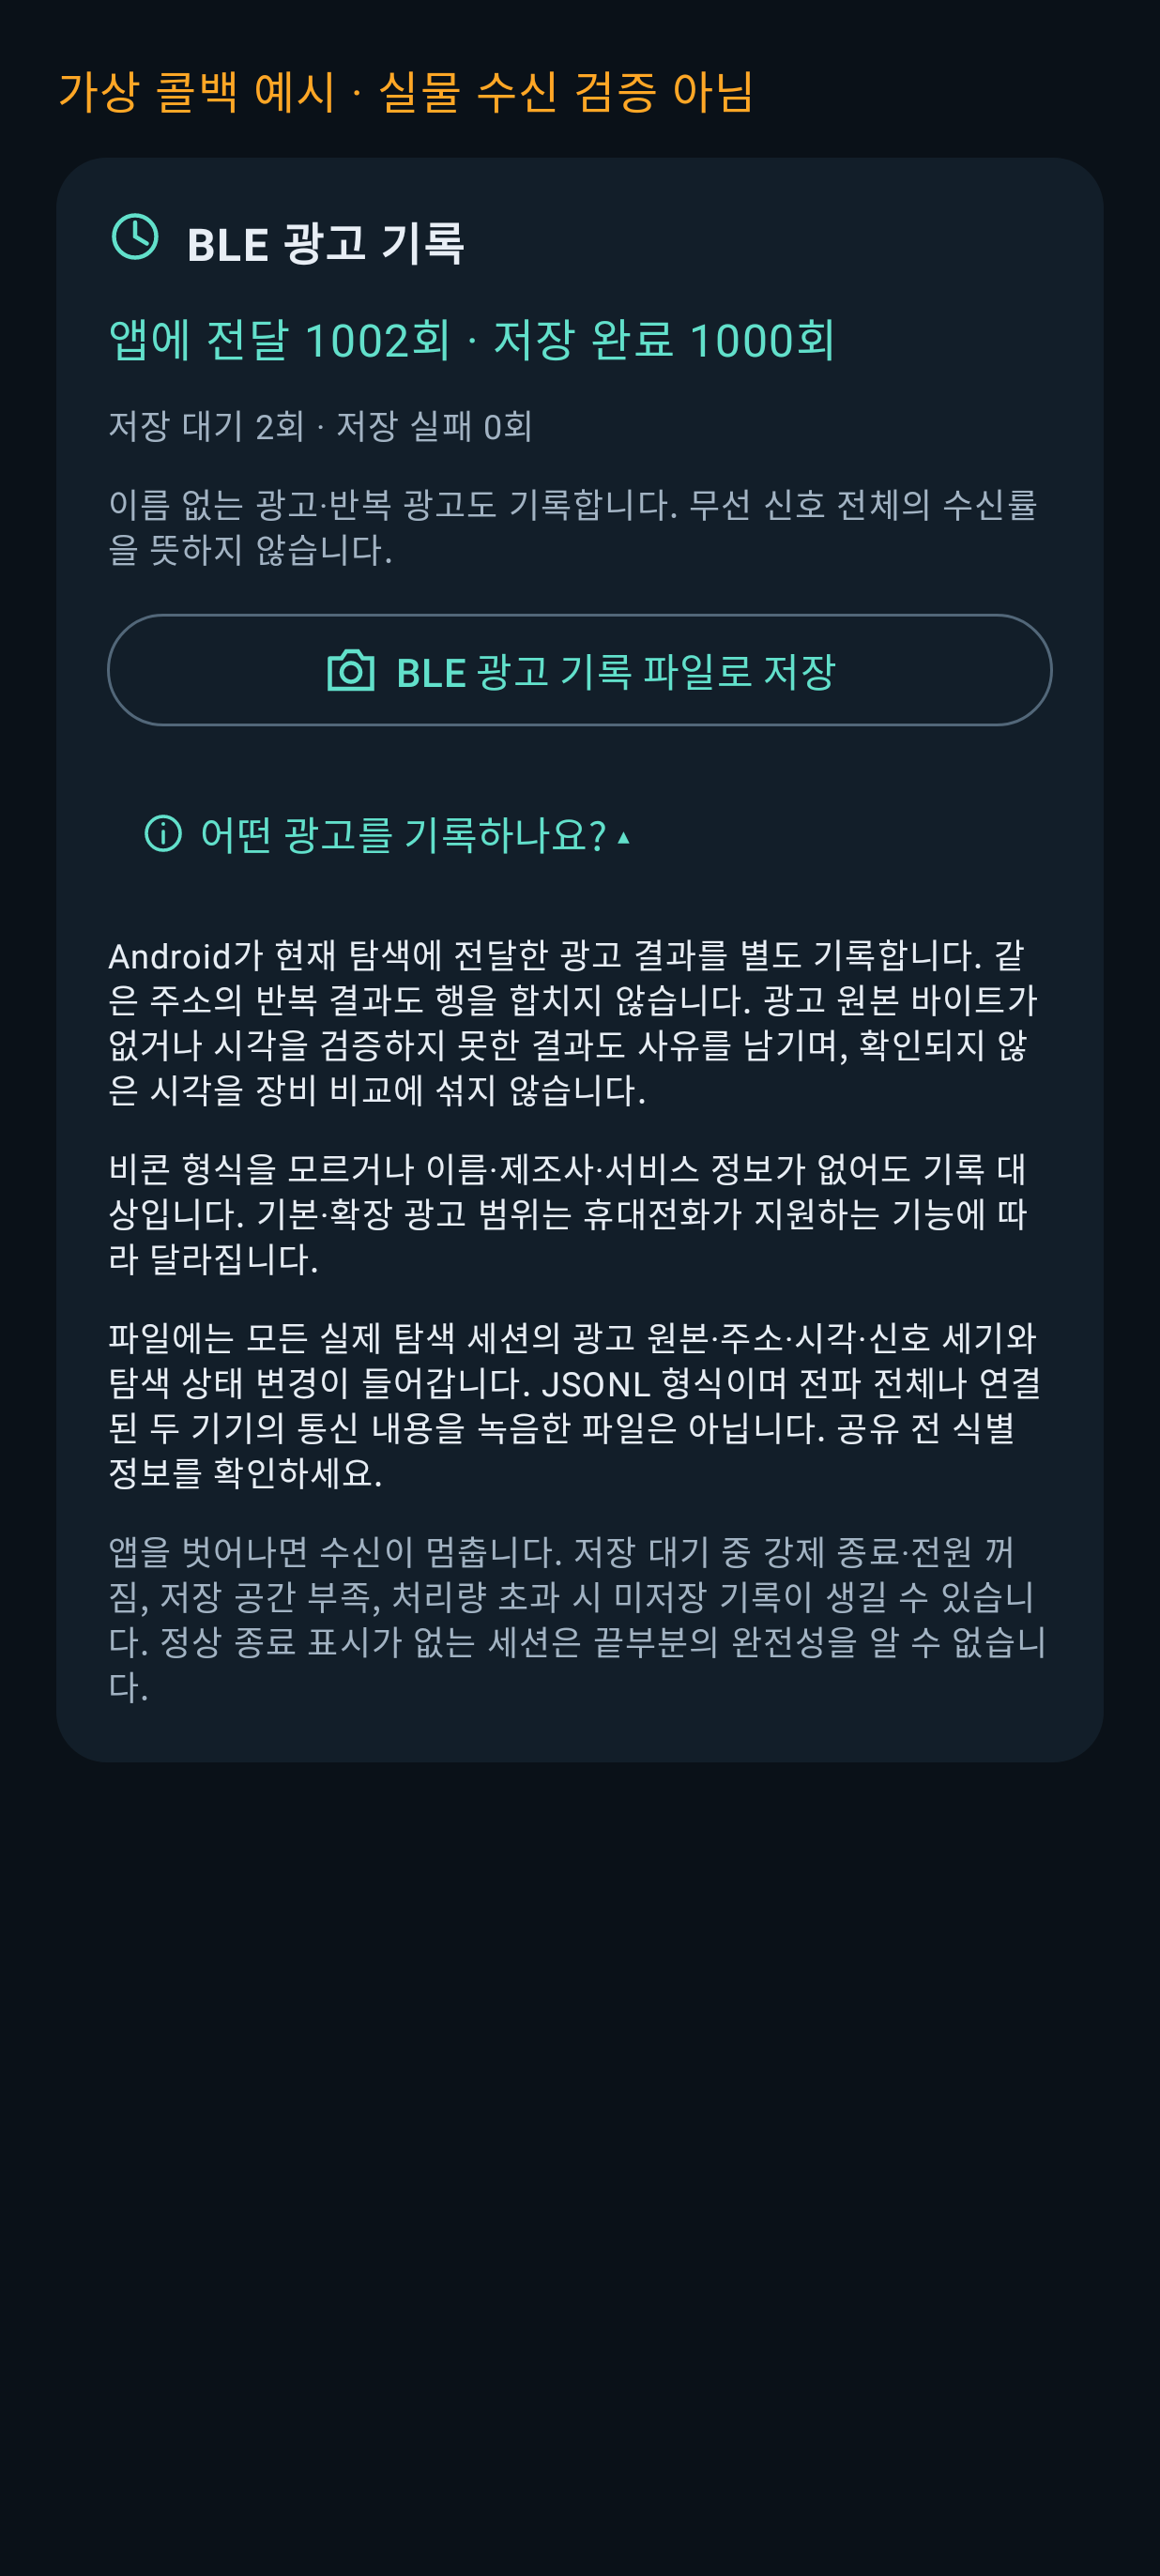 가상 콜백 예시 · 실물 수신 검증 아님
BLE 광고 기록
앱에 전달 1002회 · 저장 완료 1000회
저장 대기 2회 · 저장 실패 0회
이름 없는 광고·반복 광고도 기록합니다. 무선 신호 전체의 수신률
을 뜻하지 않습니다.
BLE 광고 기록 파일로 저장
어떤 광고를 기록하나요? ▴
Android가 현재 탐색에 전달한 광고 결과를 별도 기록합니다. 같
은 주소의 반복 결과도 행을 합치지 않습니다. 광고 원본 바이트가
없거나 시각을 검증하지 못한 결과도 사유를 남기며, 확인되지 않
은 시각을 장비 비교에 섞지 않습니다.
비콘 형식을 모르거나 이름·제조사·서비스 정보가 없어도 기록 대
상입니다. 기본·확장 광고 범위는 휴대전화가 지원하는 기능에 따
라 달라집니다.
파일에는 모든 실제 탐색 세션의 광고 원본·주소·시각·신호 세기와
탐색 상태 변경이 들어갑니다. JSONL 형식이며 전파 전체나 연결
된 두 기기의 통신 내용을 녹음한 파일은 아닙니다. 공유 전 식별
정보를 확인하세요.
앱을 벗어나면 수신이 멈춥니다. 저장 대기 중 강제 종료·전원 꺼
짐, 저장 공간 부족, 처리량 초과 시 미저장 기록이 생길 수 있습니
다. 정상 종료 표시가 없는 세션은 끝부분의 완전성을 알 수 없습니
다.